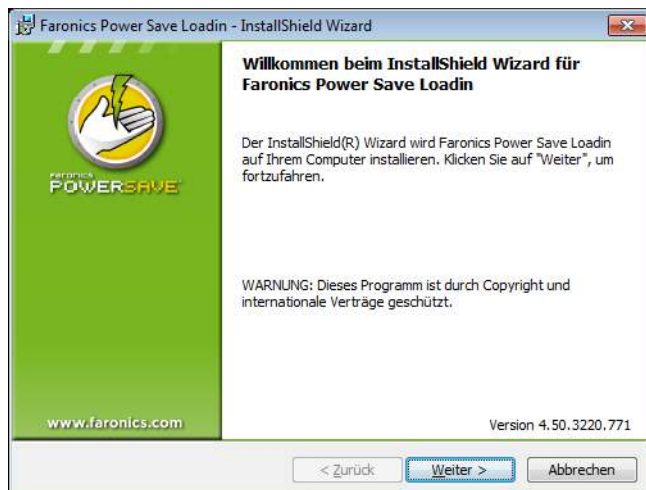 Faronics Power Save Loadin - InstallShield Wizard
Willkommen beim InstallShield Wizard für
Faronics Power Save Loadin
Der InstallShield(R) Wizard wird Faronics Power Save Loadin
auf Ihrem Computer installieren. Klicken Sie auf "Weiter", um
fortzufahren.
FARONICS
POWERSAVE
WARNUNG: Dieses Programm ist durch Copyright und
internationale Verträge geschützt.
www.faronics.com
Version 4.50.3220.771
< Zurück
Weiter >
Abbrechen